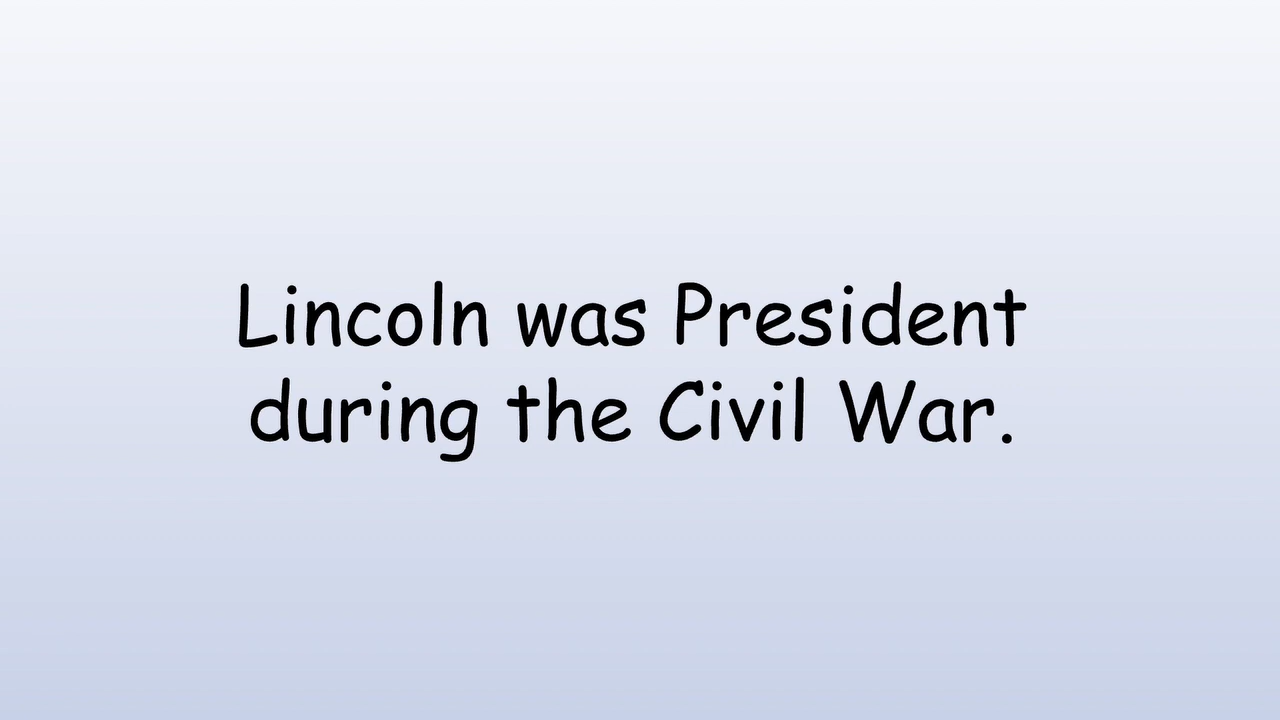 Lincoln was President
during the Civil War.